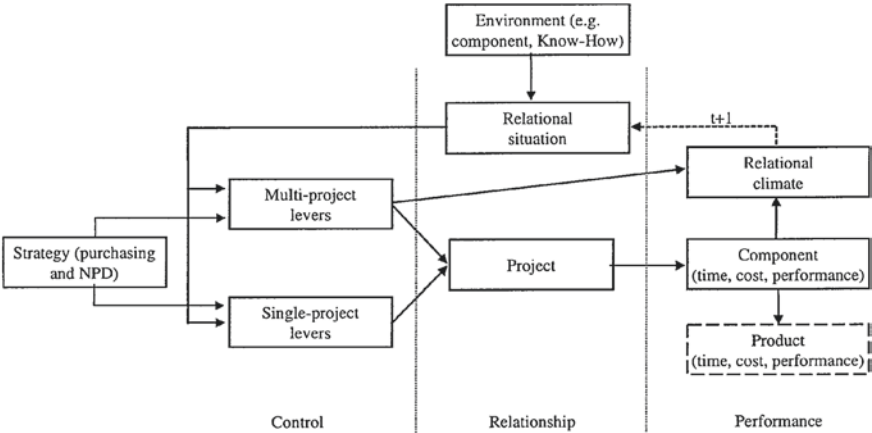 Environment (e.g.
component, Know-How)
Relational
situation
t+1
Relational
climate
Multi-project
levers
Strategy (purchasing
and NPD)
Project
Component
(time, cost, performance)
Single-project
levers
Product
(time, cost, performance)
Control
Relationship
Performance